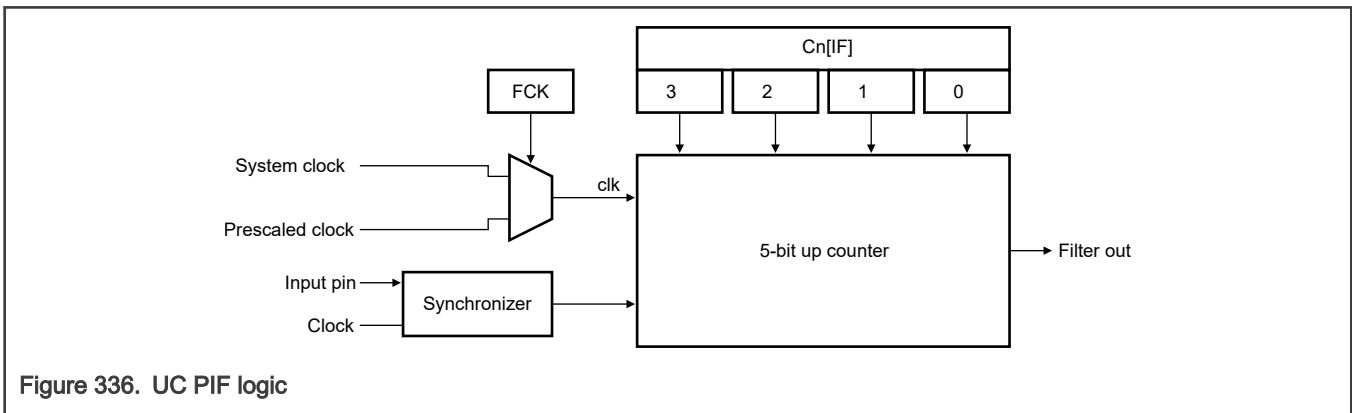 Cn[IF]
FCK
3 2 1 0
System clock
clk
Prescaled clock
5-bit up counter
Filter out
Input pin
Synchronizer
Clock
Figure 336. UC PIF logic